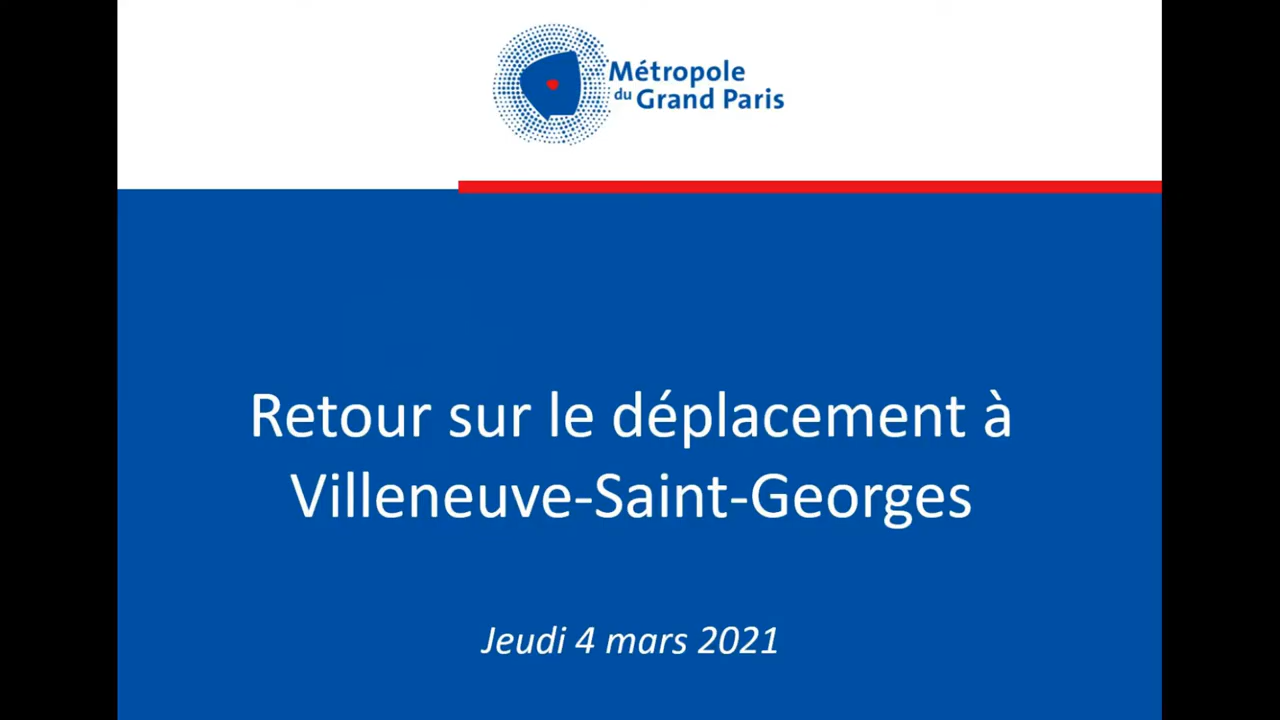 Métropole
du Grand Paris
Retour sur le déplacement à
Villeneuve-Saint-Georges
Jeudi 4 mars 2021